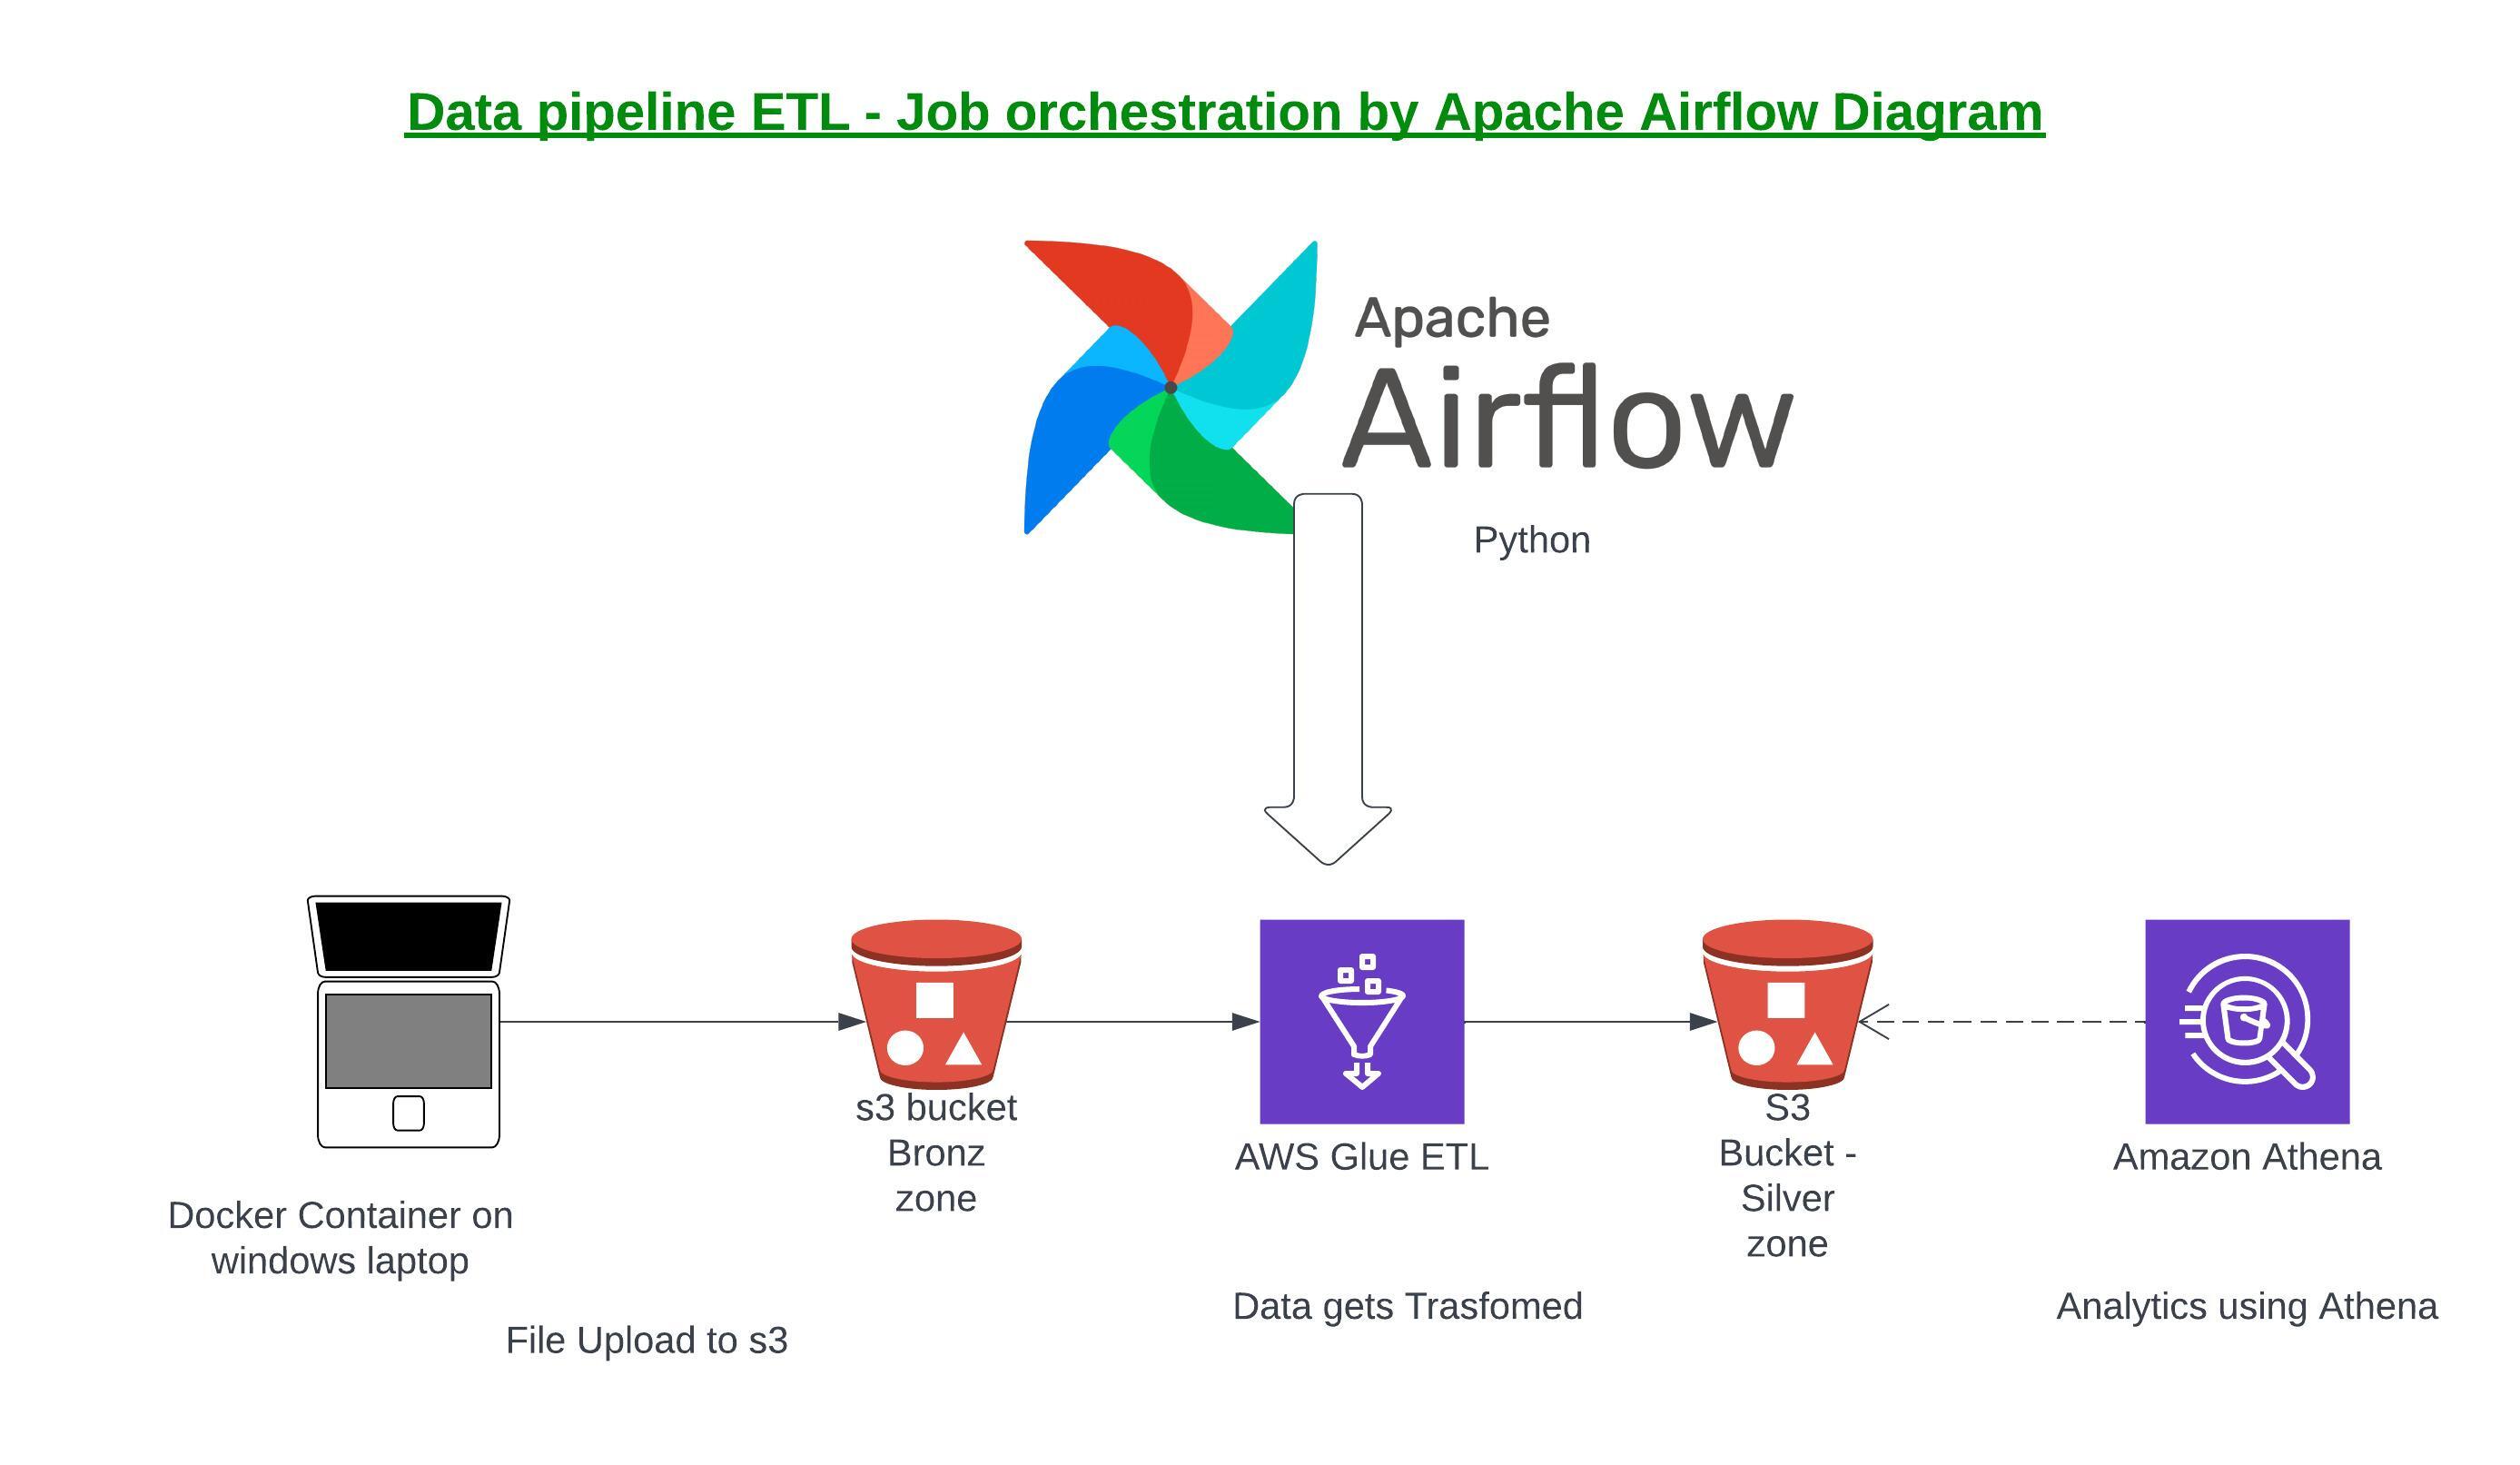 Data pipeline ETL - Job orchestration by Apache Airflow Diagram
Apache
Airflow
Python
s3 bucket
Bronz
zone
AWS Glue ETL
S3
Bucket -
Silver
zone
Amazon Athena
Docker Container on
windows laptop
File Upload to s3
Data gets Trasfomed
Analytics using Athena